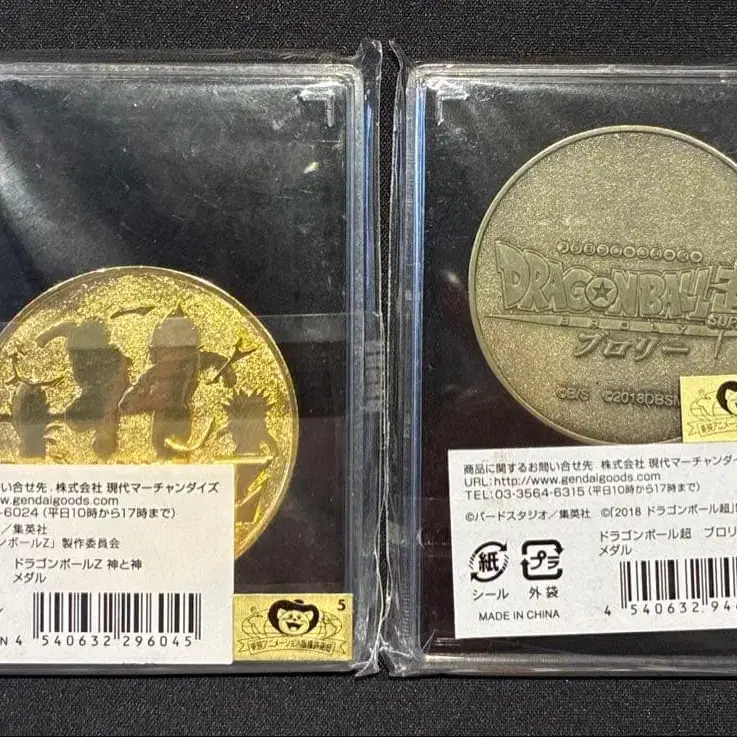 い合せ先．株式会社 現代マーチャンダイズ
w.gendaigoods.com
-6024（平日10時から17時まで）
／集英社
ンボールZ」製作委員会
ドラゴンボールZ 神と神
メダル
N
4 540632 296045
5
DRAGONBALL
SUP
BROLY
ブロリー
©B/S ©2018DBS
商品に関するお問い合せ先 株式会社 現代マーチャンダイ
URL:http://www.gendaigoods.com
TEL:03-3564-6315（平日10時から17時まで）
©バードスタジオ／集英社 ©「2018 ドラゴンボール超」
ドラゴンボール超 ブロリ
メダル
紙 プラ
シール 外袋
MADE IN CHINA
4 540632 94